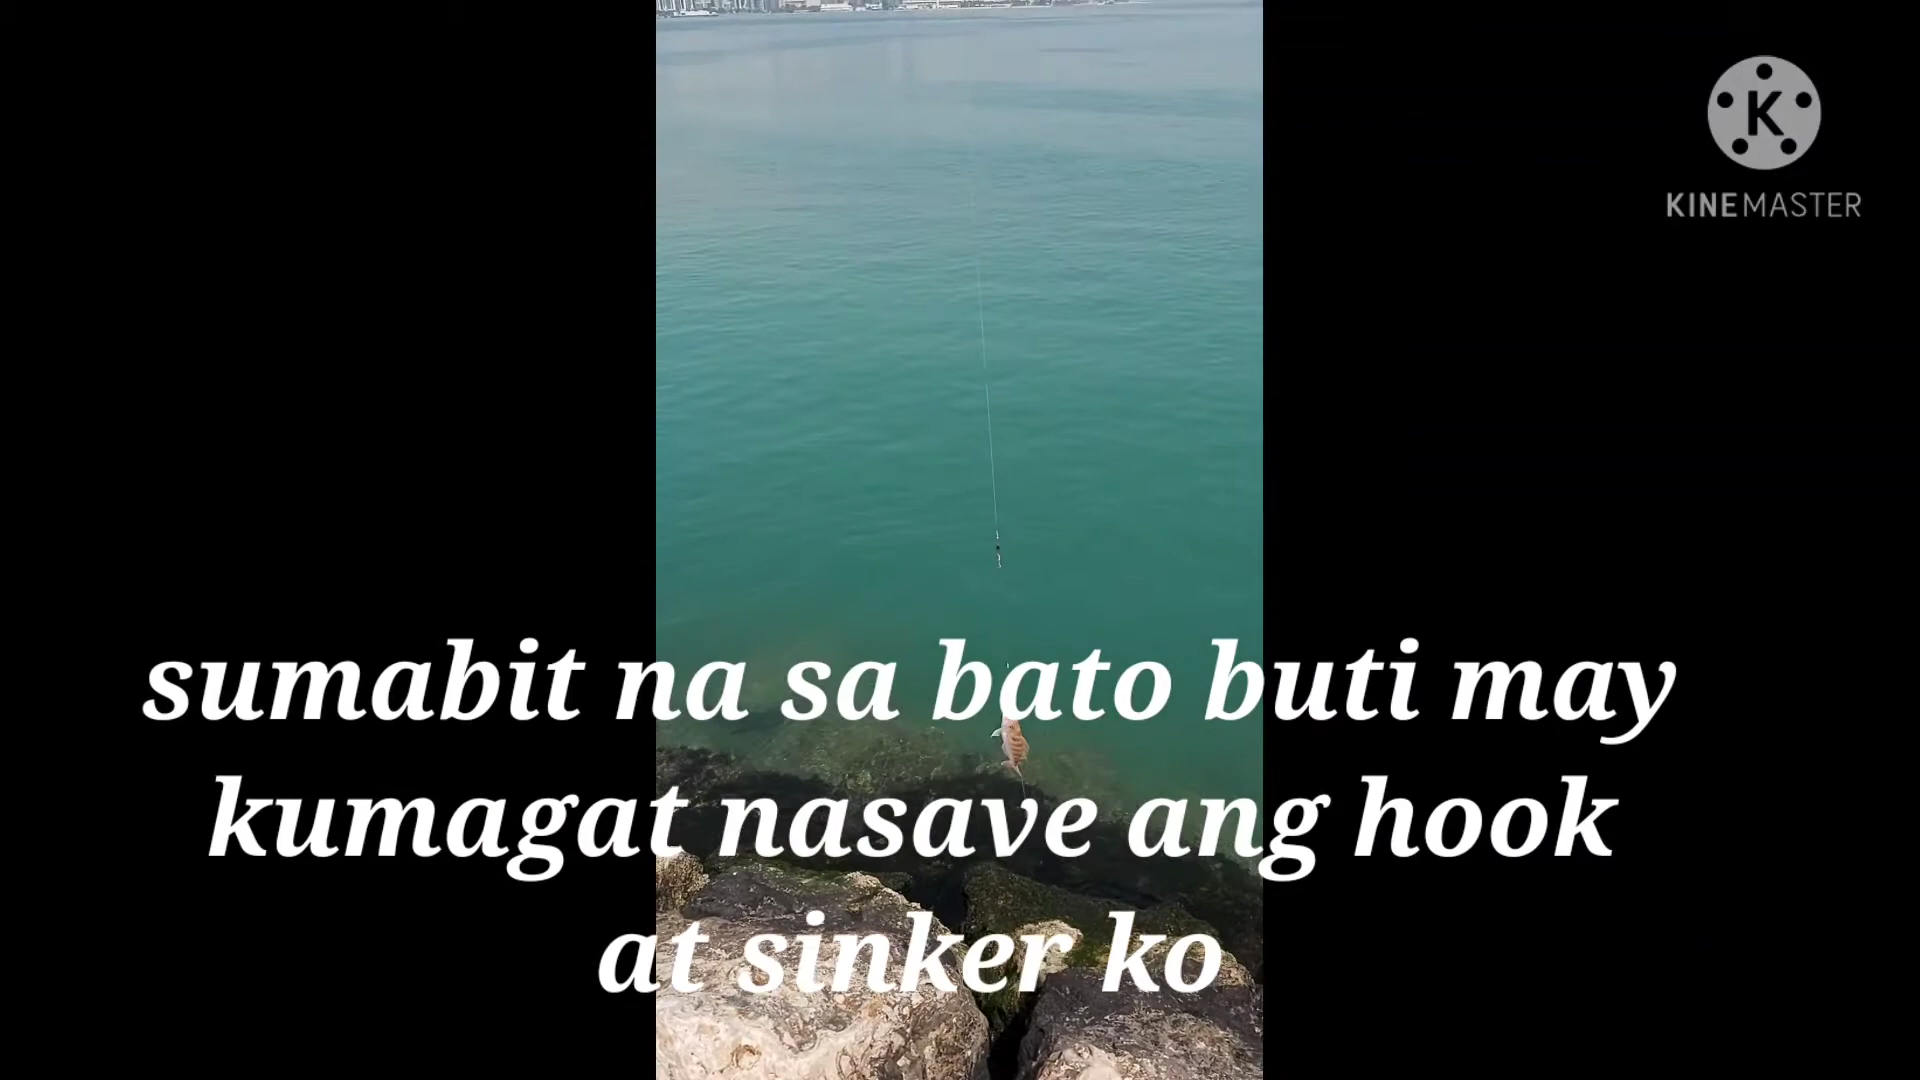 K
KINEMASTER
sumabit na sa bato buti may
kumagat nasave ang hook
at sinker ko